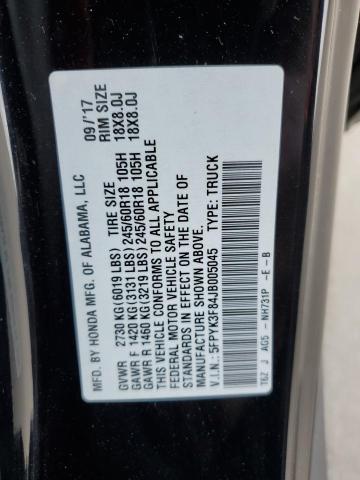 MFD. BY HONDA MFG. OF ALABAMA, LLC 09/'17
TIRE SIZE RIM SIZE
GVWR 2730 KG(6019 LBS)
GAWR F 1420 KG(3131 LBS) 245/60R18 105H 18X8.0J
GAWR R 1460 KG(3219 LBS) 245/60R18 105H 18X8.0J
THIS VEHICLE CONFORMS TO ALL APPLICABLE
FEDERAL MOTOR VEHICLE SAFETY
STANDARDS IN EFFECT ON THE DATE OF
MANUFACTURE SHOWN ABOVE.
V.I.N.: 5FPYK3F84JB005045 TYPE: TRUCK
T6Z J AG5 - NH731P -E -B